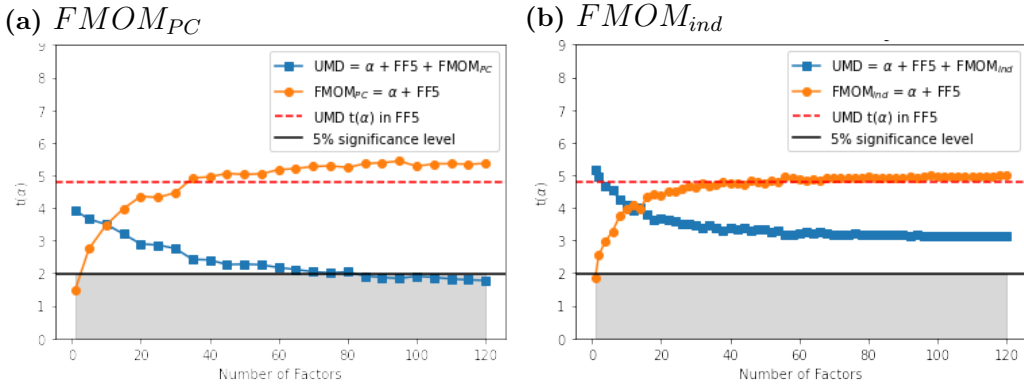 (a) FMOM_PC
9
8
7
6
5
4
3
2
1
0
t(α)
UMD = α + FF5 + FMOM_PC
FMOM_PC = α + FF5
UMD t(α) in FF5
5% significance level
0 20 40 60 80 100 120
Number of Factors
(b) FMOM_ind
9
8
7
6
5
4
3
2
1
0
t(α)
UMD = α + FF5 + FMOM_Ind
FMOM_Ind = α + FF5
UMD t(α) in FF5
5% significance level
0 20 40 60 80 100 120
Number of Factors